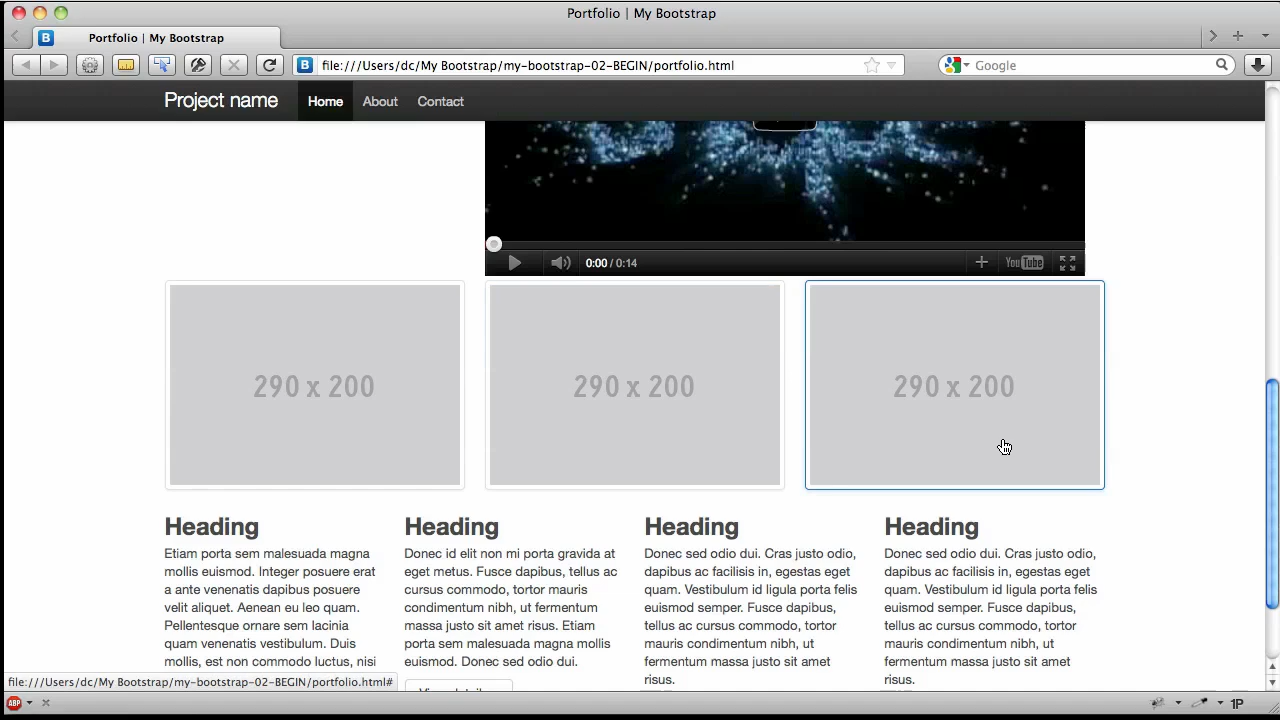 Portfolio | My Bootstrap
B
Portfolio | My Bootstrap
B
file:///Users/dc/My Bootstrap/my-bootstrap-02-BEGIN/portfolio.html
Google
Project name
Home
About
Contact
0:00 / 0:14
YouTube
290 x 200
290 x 200
290 x 200
Heading
Etiam porta sem malesuada magna
mollis euismod. Integer posuere erat
a ante venenatis dapibus posuere
velit aliquet. Aenean eu leo quam.
Pellentesque ornare sem lacinia
quam venenatis vestibulum. Duis
mollis, est non commodo luctus, nisi
Heading
Donec id elit non mi porta gravida at
eget metus. Fusce dapibus, tellus ac
cursus commodo, tortor mauris
condimentum nibh, ut fermentum
massa justo sit amet risus. Etiam
porta sem malesuada magna mollis
euismod. Donec sed odio dui.
Heading
Donec sed odio dui. Cras justo odio,
dapibus ac facilisis in, egestas eget
quam. Vestibulum id ligula porta felis
euismod semper. Fusce dapibus,
tellus ac cursus commodo, tortor
mauris condimentum nibh, ut
fermentum massa justo sit amet
risus.
Heading
Donec sed odio dui. Cras justo odio,
dapibus ac facilisis in, egestas eget
quam. Vestibulum id ligula porta felis
euismod semper. Fusce dapibus,
tellus ac cursus commodo, tortor
mauris condimentum nibh, ut
fermentum massa justo sit amet
risus.
file:///Users/dc/My Bootstrap/my-bootstrap-02-BEGIN/portfolio.html#
ABP
1P